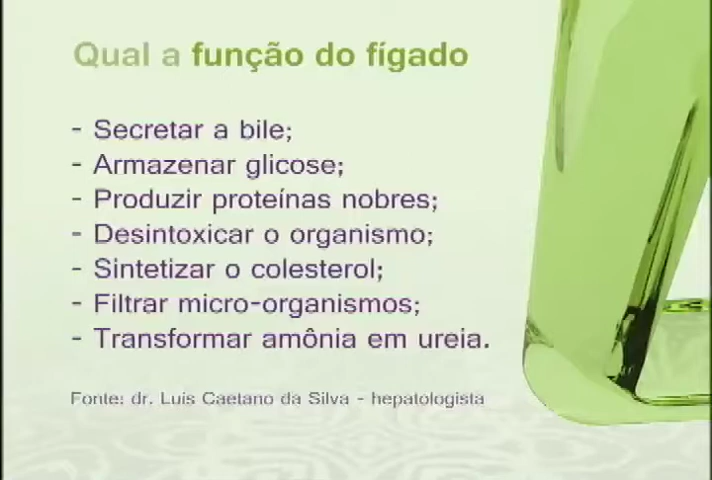 Qual a função do fígado
- Secretar a bile;
- Armazenar glicose;
- Produzir proteínas nobres;
- Desintoxicar o organismo;
- Sintetizar o colesterol;
- Filtrar micro-organismos;
- Transformar amônia em ureia.
Fonte: dr. Luis Caetano da Silva - hepatologista